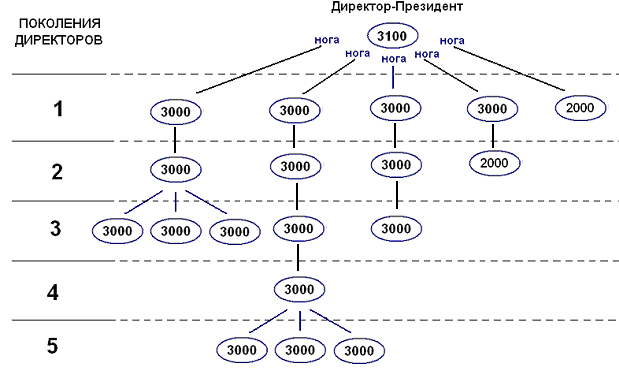 Директор-Президент
ПОКОЛЕНИЯ
ДИРЕКТОРОВ
3100
нога нога нога нога нога
1 3000 3000 3000 3000 2000
2 3000 3000 3000 2000
3 3000 3000 3000 3000 3000
4 3000
5 3000 3000 3000